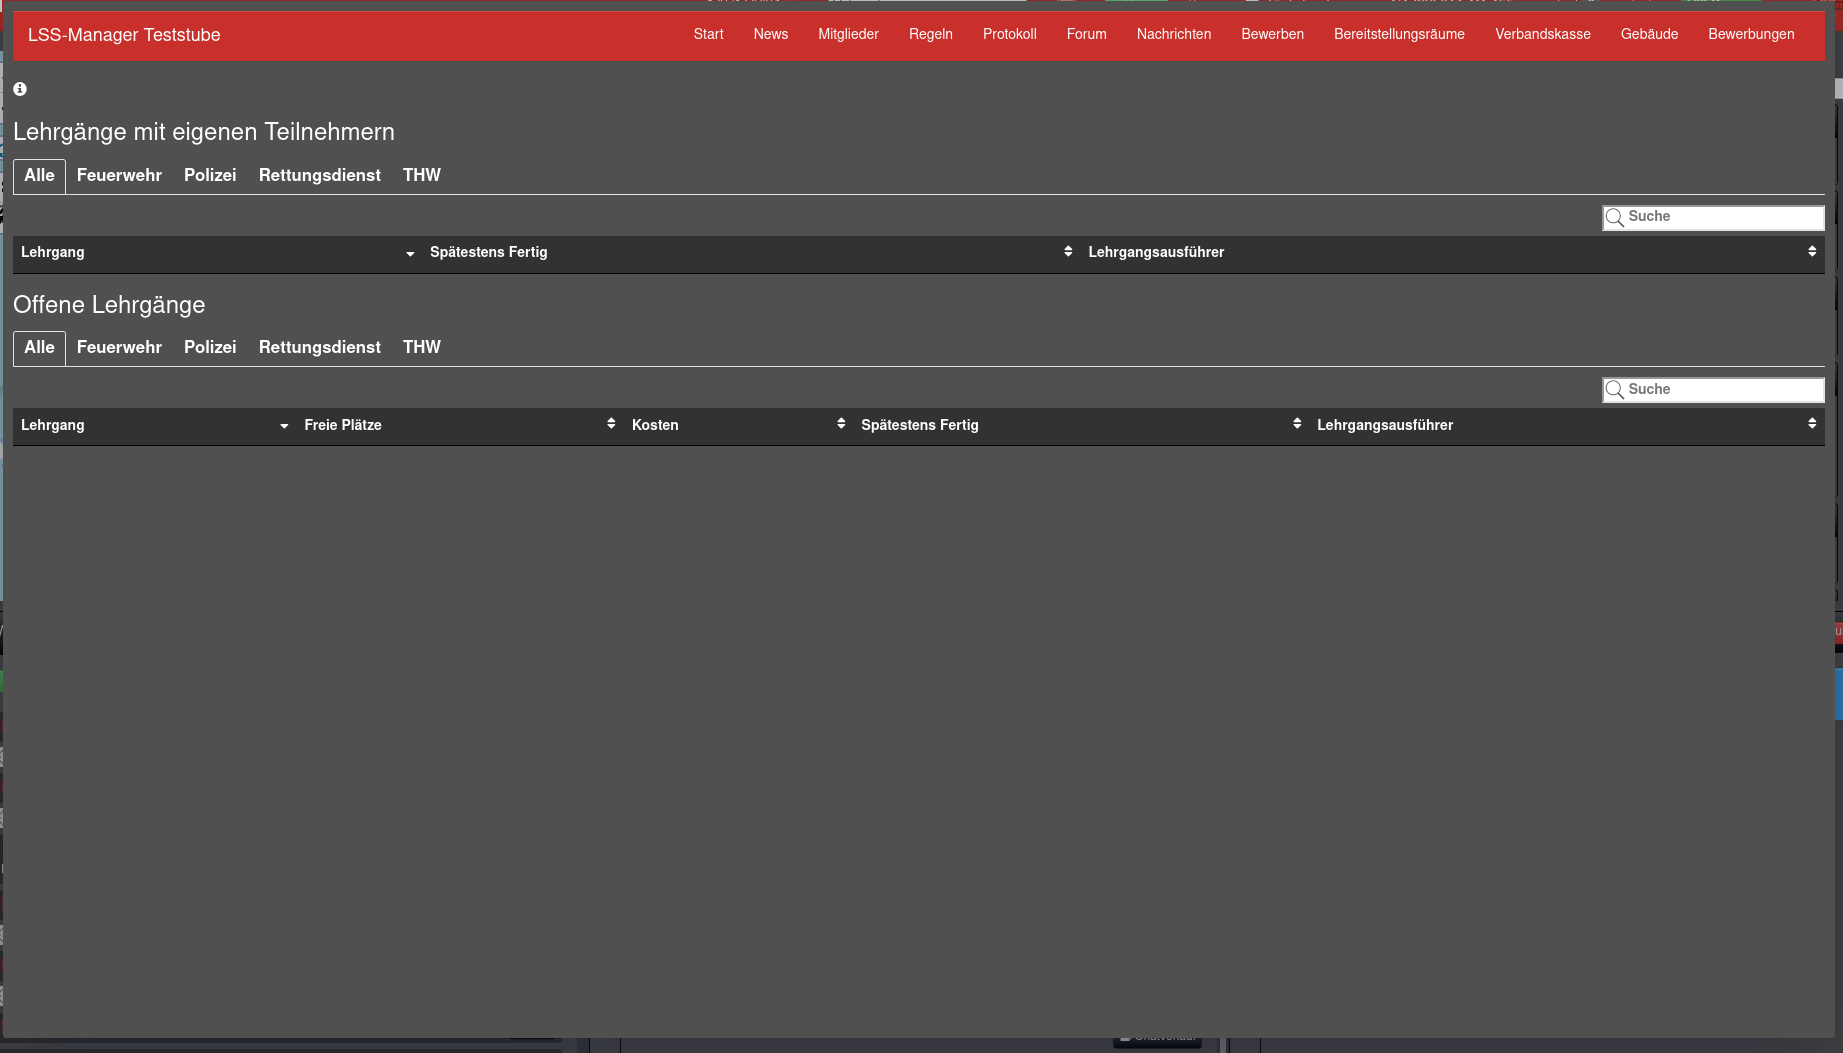 LSS-Manager Teststube Start News Mitglieder Regeln Protokoll Forum Nachrichten Bewerben Bereitstellungsräume Verbandskasse Gebäude Bewerbungen
Lehrgänge mit eigenen Teilnehmern
Alle Feuerwehr Polizei Rettungsdienst THW
Suche
Lehrgang Spätestens Fertig Lehrgangsausführer
Offene Lehrgänge
Alle Feuerwehr Polizei Rettungsdienst THW
Suche
Lehrgang Freie Plätze Kosten Spätestens Fertig Lehrgangsausführer